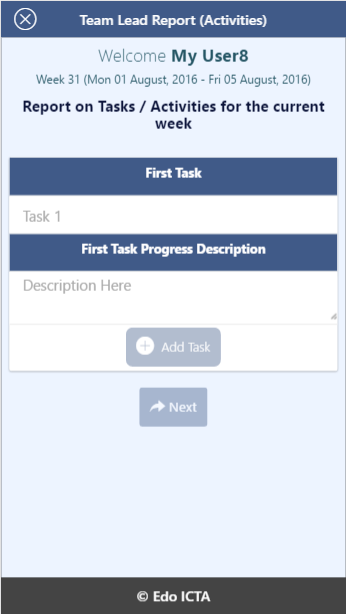 Team Lead Report (Activities)
Welcome My User8
Week 31 (Mon 01 August, 2016 - Fri 05 August, 2016)
Report on Tasks / Activities for the current
week
First Task
Task 1
First Task Progress Description
Description Here
Add Task
Next
© Edo ICTA